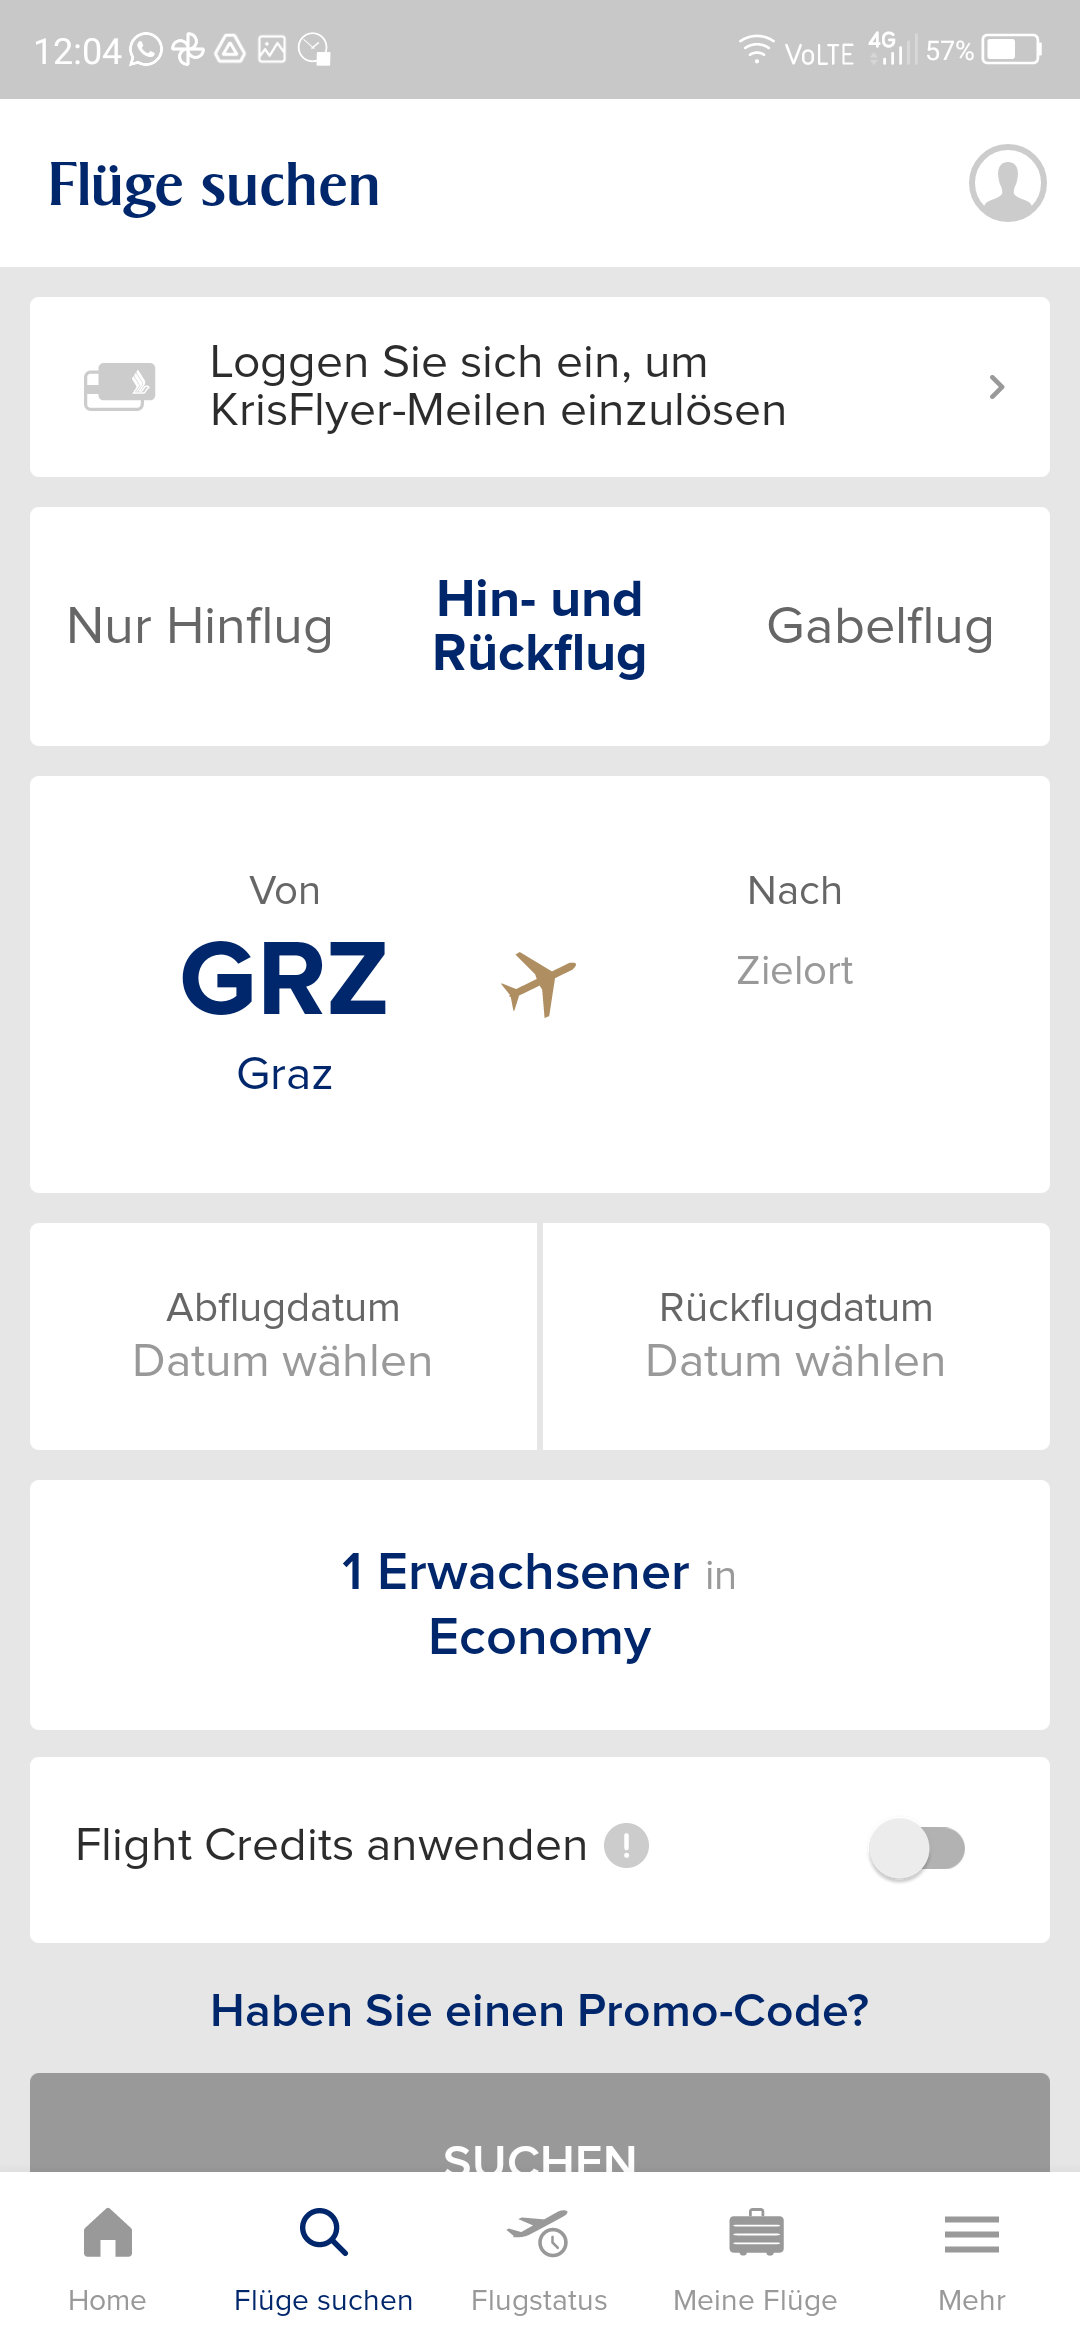 12:04
VoLTE 4G 57%
Flüge suchen
Loggen Sie sich ein, um
KrisFlyer-Meilen einzulösen
Nur Hinflug
Hin- und
Rückflug
Gabelflug
Von
GRZ
Graz
Nach
Zielort
Abflugdatum
Datum wählen
Rückflugdatum
Datum wählen
1 Erwachsener in
Economy
Flight Credits anwenden
Haben Sie einen Promo-Code?
SUCHEN
Home
Flüge suchen
Flugstatus
Meine Flüge
Mehr